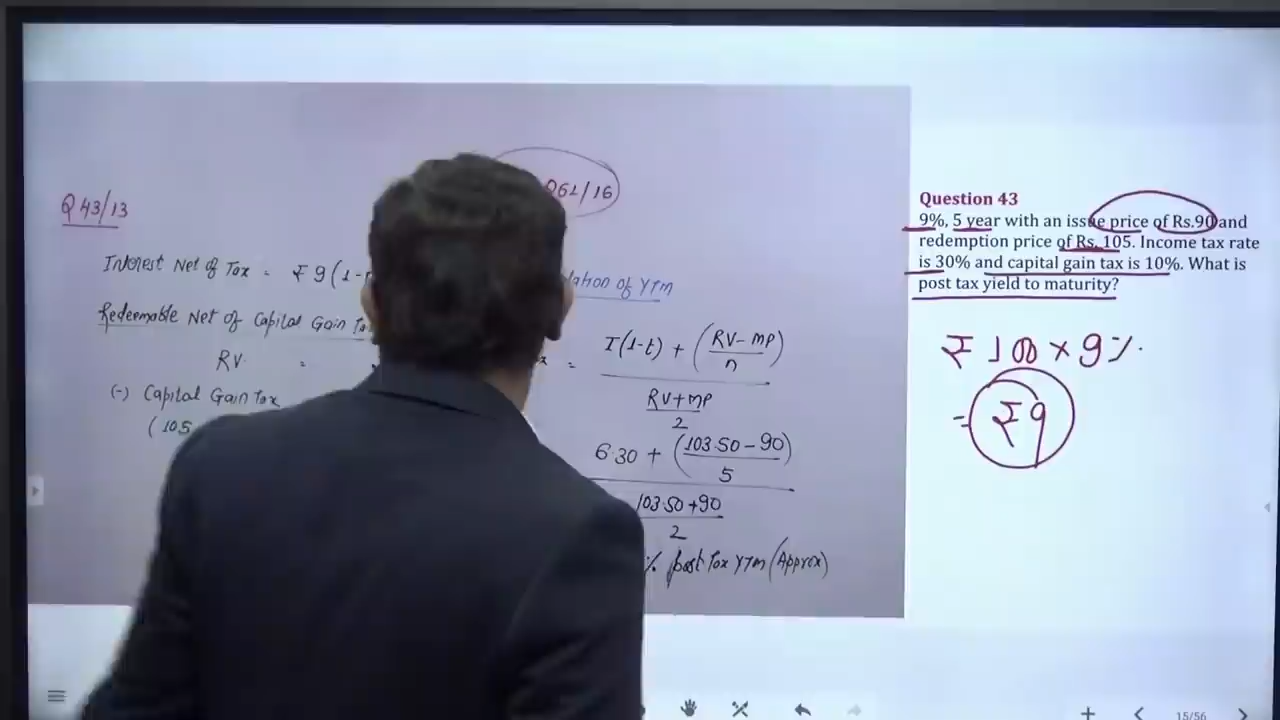 Q61/16
Q 43/13
Interest Net of Tax = ₹ 9 (1-
Redeemable Net of Capital Gain
RV =
(-) Capital Gain Tax
(105
of YTM
= I(1-t) + (RV - MP / n)
RV+MP
2
6.30 + (103.50 - 90 / 5)
103.50+90
2
% post Tax YTM (Approx)
Question 43
9%, 5 year with an issue price of Rs.90 and
redemption price of Rs. 105. Income tax rate
is 30% and capital gain tax is 10%. What is
post tax yield to maturity?
₹ 100 × 9%
= ₹9
15/56